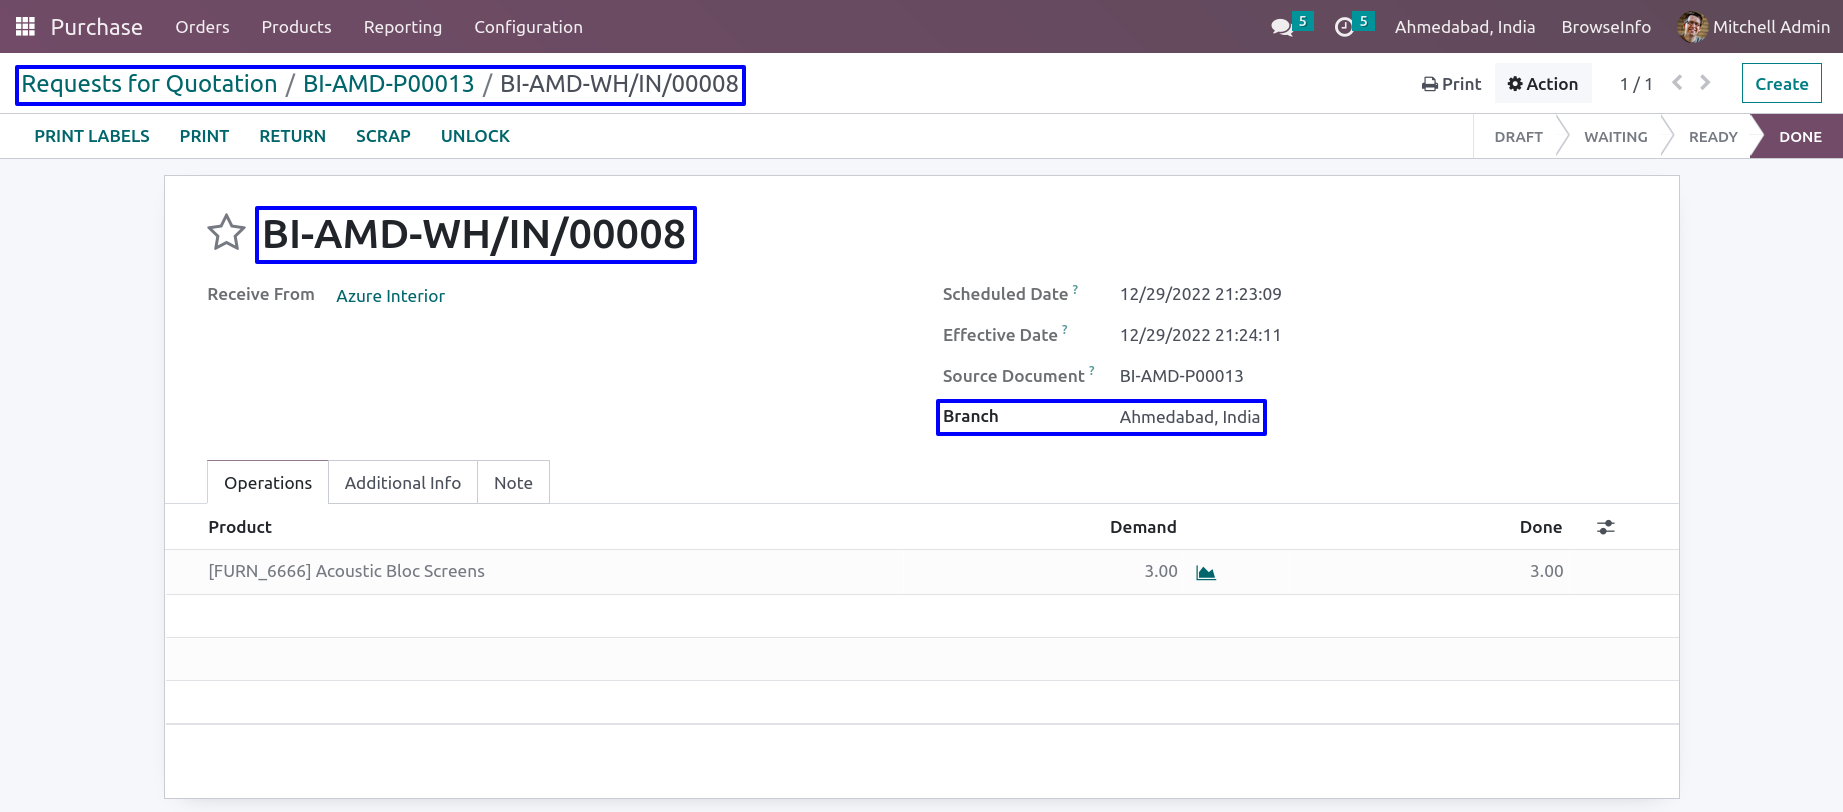 Purchase Orders Products Reporting Configuration 5 5 Ahmedabad, India BrowseInfo Mitchell Admin
Requests for Quotation / BI-AMD-P00013 / BI-AMD-WH/IN/00008 Print Action 1 / 1 Create
PRINT LABELS PRINT RETURN SCRAP UNLOCK DRAFT WAITING READY DONE
BI-AMD-WH/IN/00008
Receive From Azure Interior Scheduled Date ? 12/29/2022 21:23:09
Effective Date ? 12/29/2022 21:24:11
Source Document ? BI-AMD-P00013
Branch Ahmedabad, India
Operations Additional Info Note
Product Demand Done
[FURN_6666] Acoustic Bloc Screens 3.00 3.00